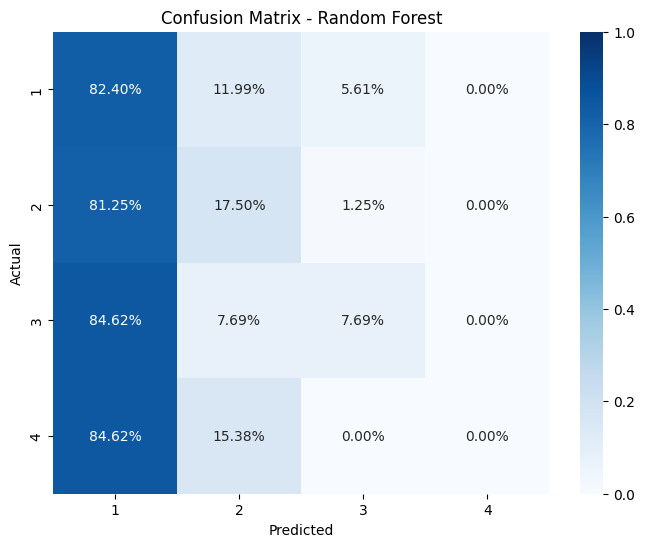 Confusion Matrix - Random Forest
1.0
82.40% 11.99% 5.61% 0.00%
1
0.8
81.25% 17.50% 1.25% 0.00%
2
0.6
Actual
0.4
84.62% 7.69% 7.69% 0.00%
3
0.2
84.62% 15.38% 0.00% 0.00%
4
0.0
1 2 3 4
Predicted